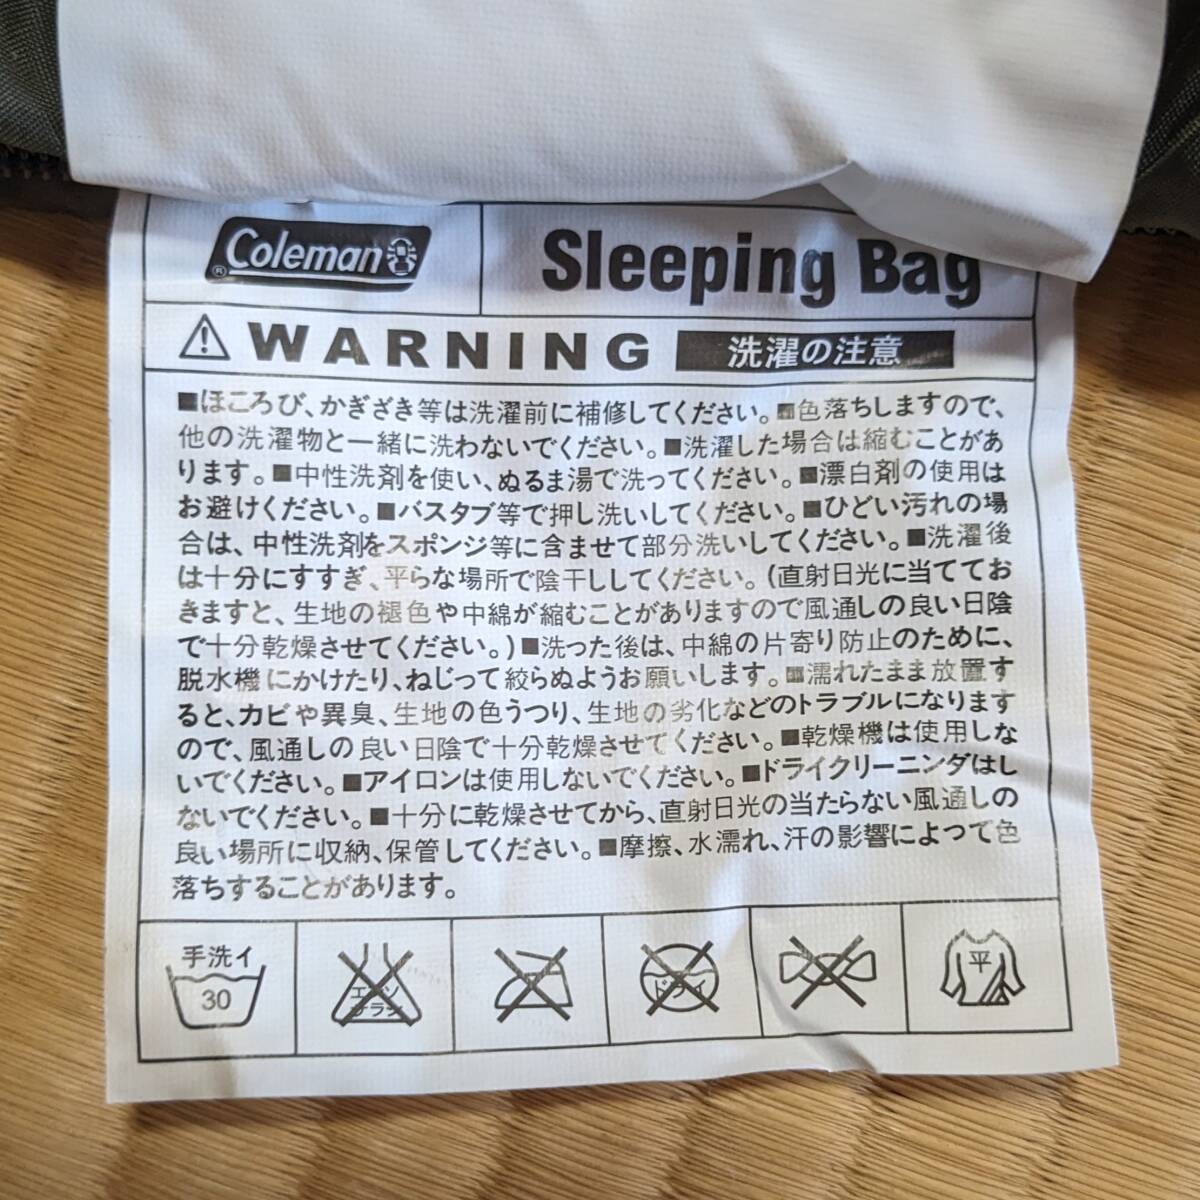 Coleman® Sleeping Bag
WARNING 洗濯の注意
■ほころび、かぎざき等は洗濯前に補修してください。■色落ちしますので、
他の洗濯物と一緒に洗わないでください。■洗濯した場合は縮むことがあ
ります。■中性洗剤を使い、ぬるま湯で洗ってください。■漂白剤の使用は
お避けください。■バスタブ等で押し洗いしてください。■ひどい汚れの場
合は、中性洗剤をスポンジ等に含ませて部分洗いしてください。■洗濯後
は十分にすすぎ、平らな場所で陰干ししてください。(直射日光に当ててお
きますと、生地の褪色や中綿が縮むことがありますので風通しの良い日陰
で十分乾燥させてください。)■洗った後は、中綿の片寄り防止のために、
脱水機にかけたり、ねじって絞らぬようお願いします。■濡れたまま放置す
ると、カビや異臭、生地の色うつり、生地の劣化などのトラブルになります
ので、風通しの良い日陰で十分乾燥させてください。■乾燥機は使用しな
いでください。■アイロンは使用しないでください。■ドライクリーニングはし
ないでください。■十分に乾燥させてから、直射日光の当たらない風通しの
良い場所に収納、保管してください。■摩擦、水濡れ、汗の影響によって色
落ちすることがあります。
手洗イ 30 エンソサラシ ドライ 平